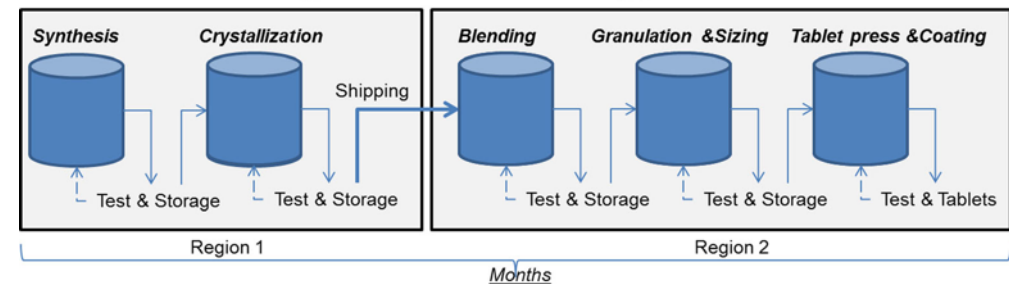 Synthesis
Crystallization
Blending
Granulation &Sizing
Tablet press &Coating
Shipping
Test & Storage
Test & Storage
Test & Storage
Test & Storage
Test & Tablets
Region 1
Region 2
Months